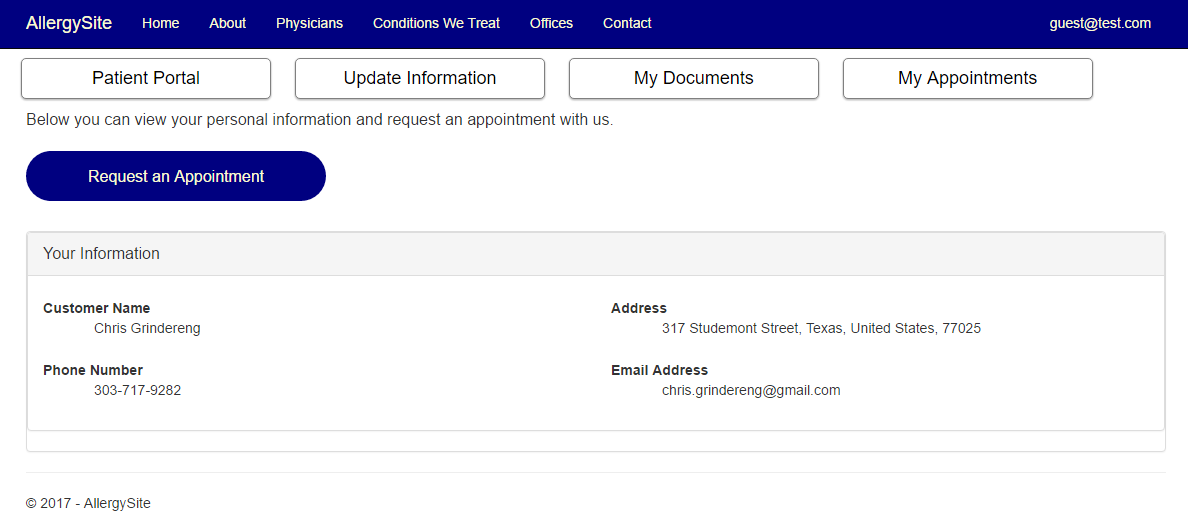 AllergySite Home About Physicians Conditions We Treat Offices Contact guest@test.com
Patient Portal Update Information My Documents My Appointments
Below you can view your personal information and request an appointment with us.
Request an Appointment
Your Information
Customer Name Address
Chris Grindereng 317 Studemont Street, Texas, United States, 77025
Phone Number Email Address
303-717-9282 chris.grindereng@gmail.com
© 2017 - AllergySite